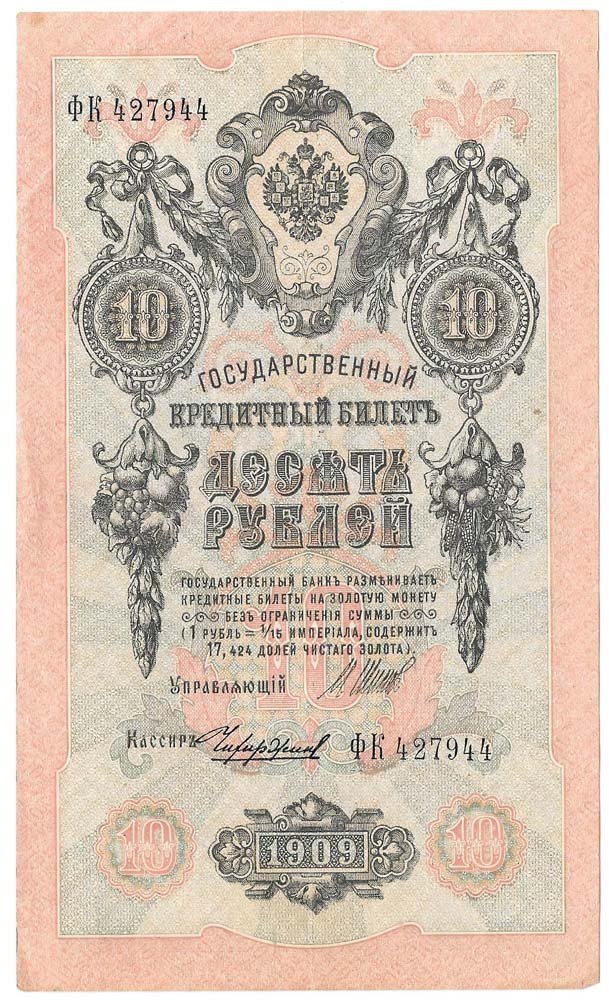 ФК 427944
10 10
ГОСУДАРСТВЕННЫЙ
КРЕДИТНЫЙ БИЛЕТЪ
ДЕСЯТЬ
РУБЛЕЙ
ГОСУДАРСТВЕННЫЙ БАНКЪ РАЗМѢНИВАЕТЪ
КРЕДИТНЫЕ БИЛЕТЫ НА ЗОЛОТУЮ МОНЕТУ
БЕЗЪ ОГРАНИЧЕНІЯ СУММЫ
(1 РУБЛЬ = 1/15 ИМПЕРІАЛА, СОДЕРЖИТЪ
17,424 ДОЛЕЙ ЧИСТАГО ЗОЛОТА).
10
УПРАВЛЯЮЩІЙ
КАССИРЪ
ФК 427944
10 1909 10